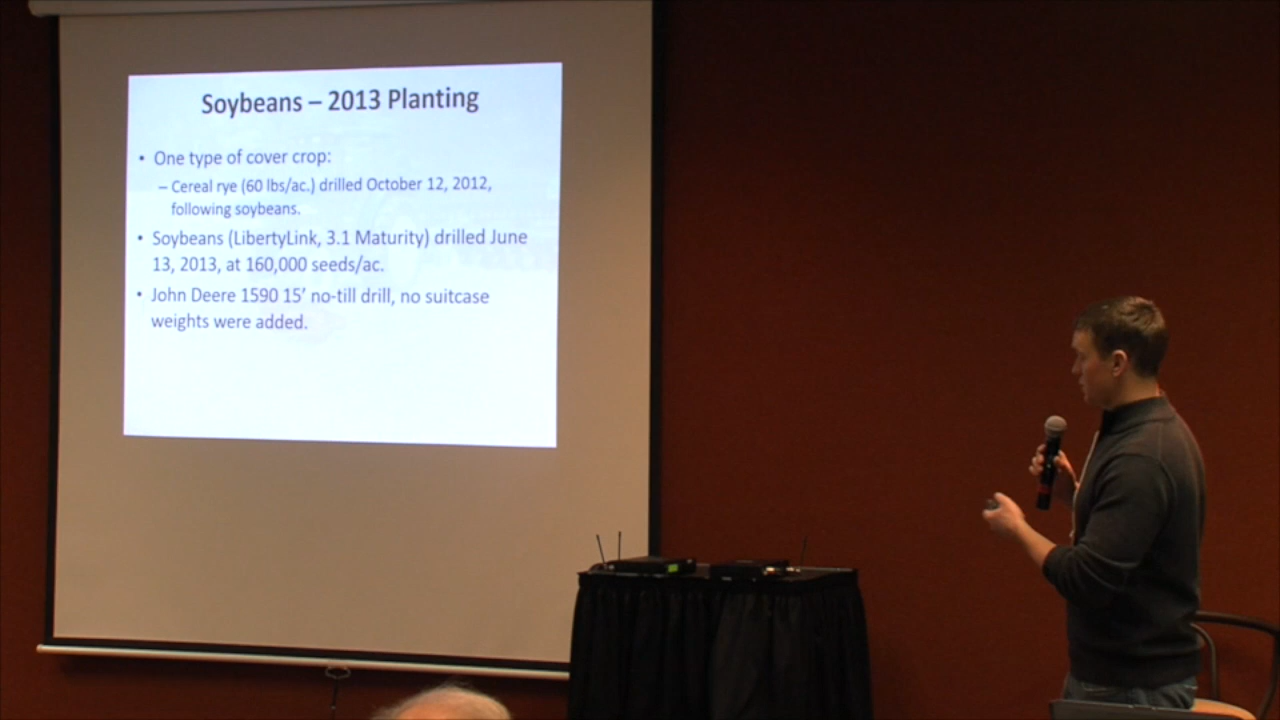 Soybeans – 2013 Planting
• One type of cover crop:
– Cereal rye (60 lbs/ac.) drilled October 12, 2012,
following soybeans.
• Soybeans (LibertyLink, 3.1 Maturity) drilled June
13, 2013, at 160,000 seeds/ac.
• John Deere 1590 15' no-till drill, no suitcase
weights were added.